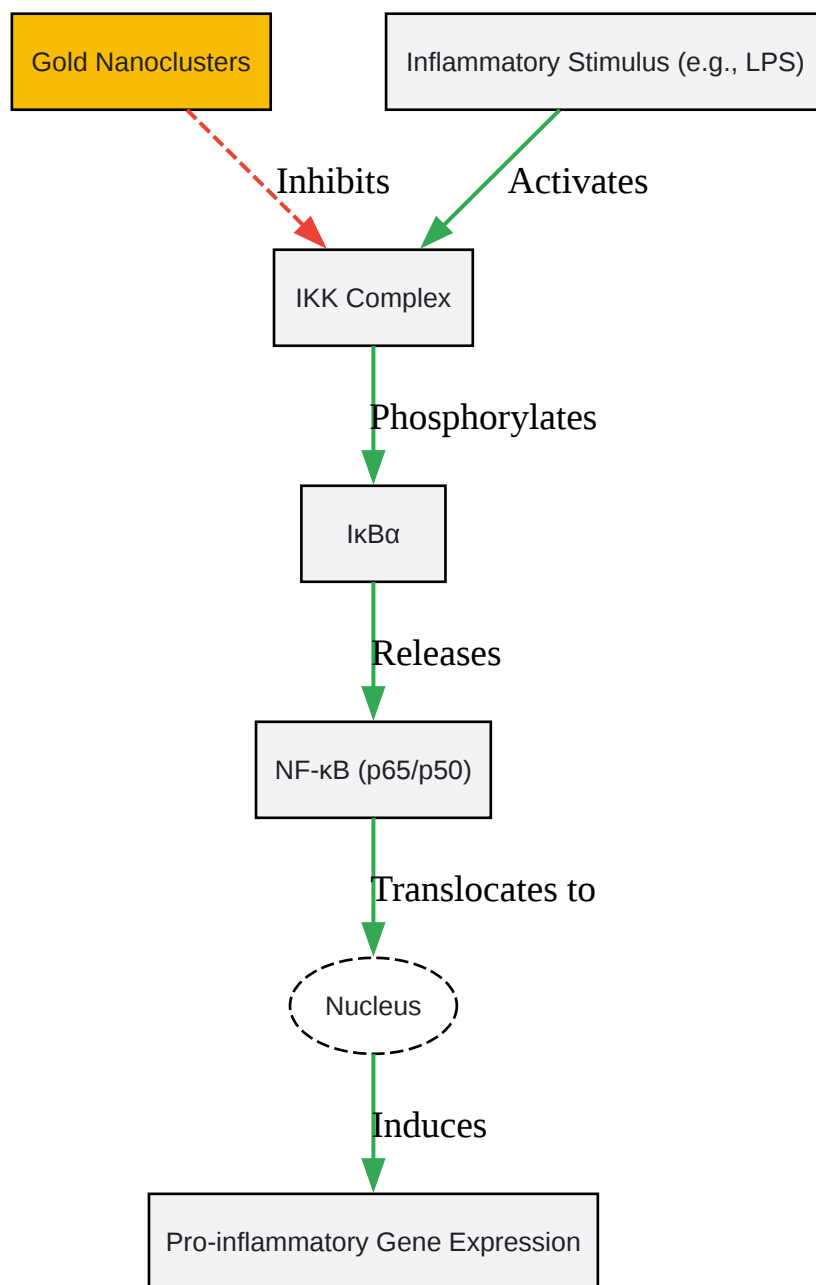 Gold Nanoclusters
Inflammatory Stimulus (e.g., LPS)
Inhibits
Activates
IKK Complex
Phosphorylates
IκBα
Releases
NF-κB (p65/p50)
Translocates to
Nucleus
Induces
Pro-inflammatory Gene Expression